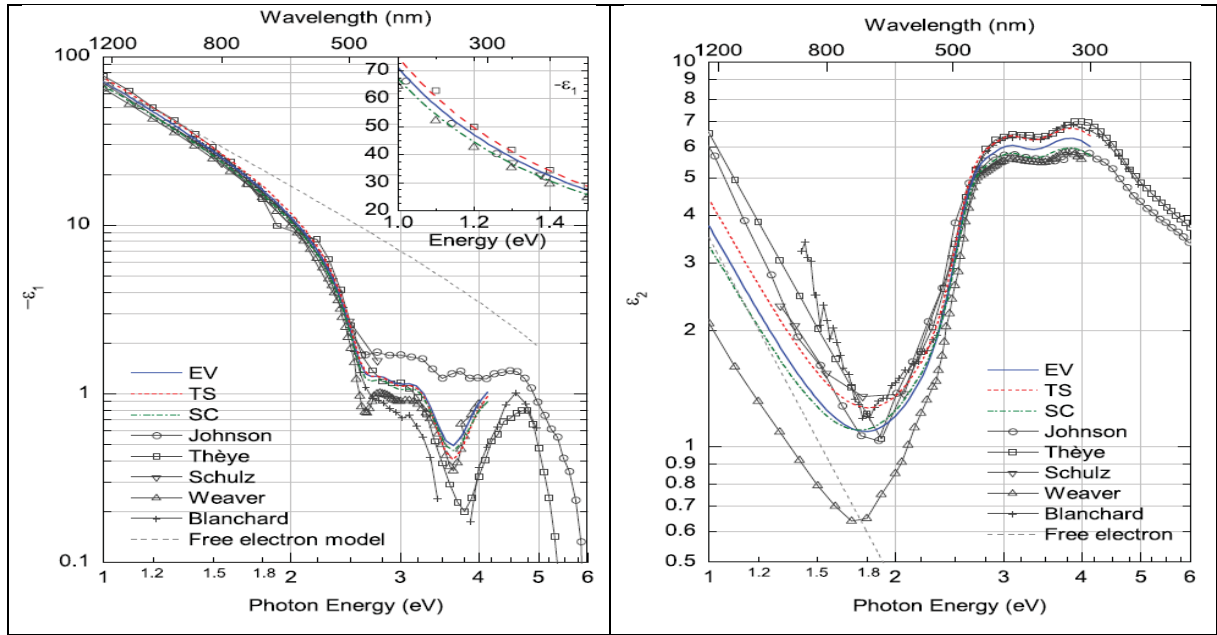 Wavelength (nm)
1200 800 500 300
100
10
1
0.1
-ε1
70
60
50
40
30
20
-ε1
1.0 1.2 1.4
Energy (eV)
EV
TS
SC
Johnson
Thèye
Schulz
Weaver
Blanchard
Free electron model
1 1.2 1.5 1.8 2 3 4 5 6
Photon Energy (eV)
Wavelength (nm)
1200 800 500 300
10
9
8
7
6
5
4
3
2
1
0.9
0.8
0.7
0.6
0.5
ε2
EV
TS
SC
Johnson
Thèye
Schulz
Weaver
Blanchard
Free electron
1 1.2 1.5 1.8 2 3 4 5 6
Photon Energy (eV)